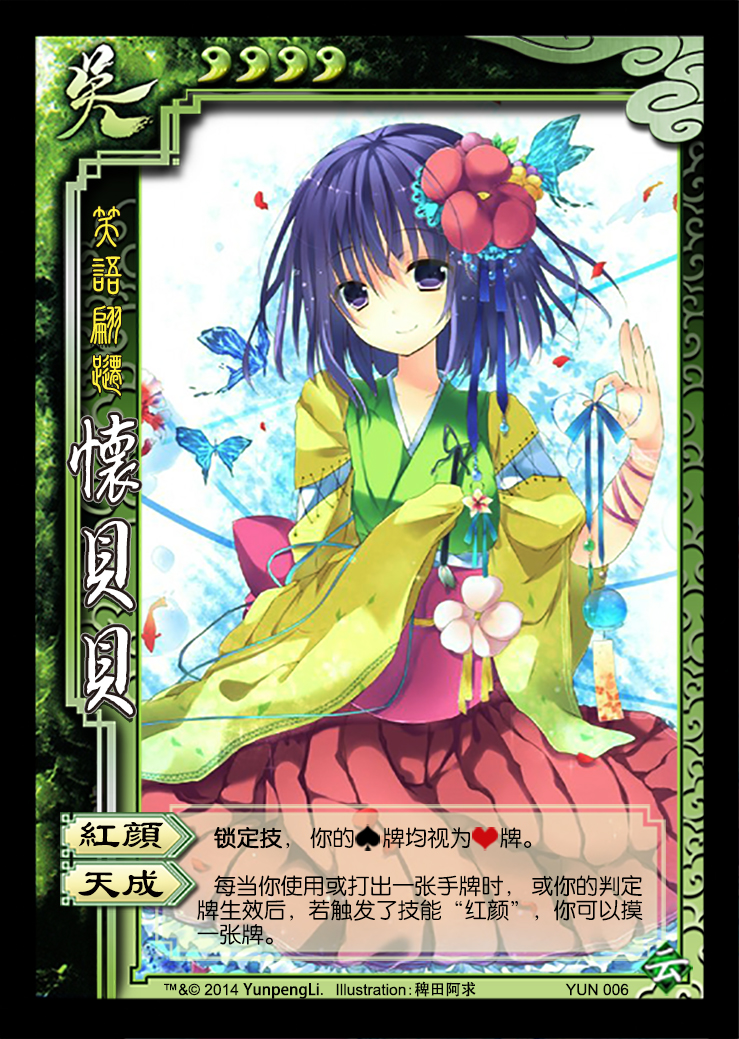 吴
笑語翩躚
懷貝貝
紅顏
锁定技，你的♠牌均视为♥牌。
天成
每当你使用或打出一张手牌时，或你的判定
牌生效后，若触发了技能“红颜”，你可以摸
一张牌。
云
™&© 2014 YunpengLi. Illustration：稗田阿求
YUN 006